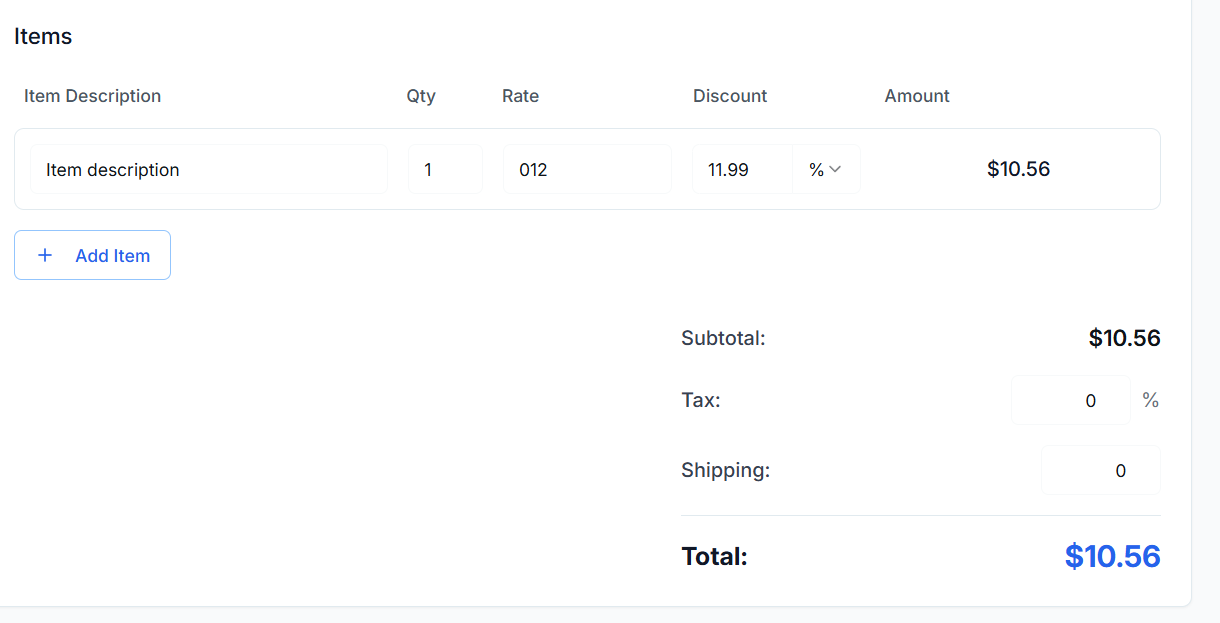 Items
Item Description Qty Rate Discount Amount
Item description 1 012 11.99 % $10.56
+ Add Item
Subtotal: $10.56
Tax: 0 %
Shipping: 0
Total: $10.56